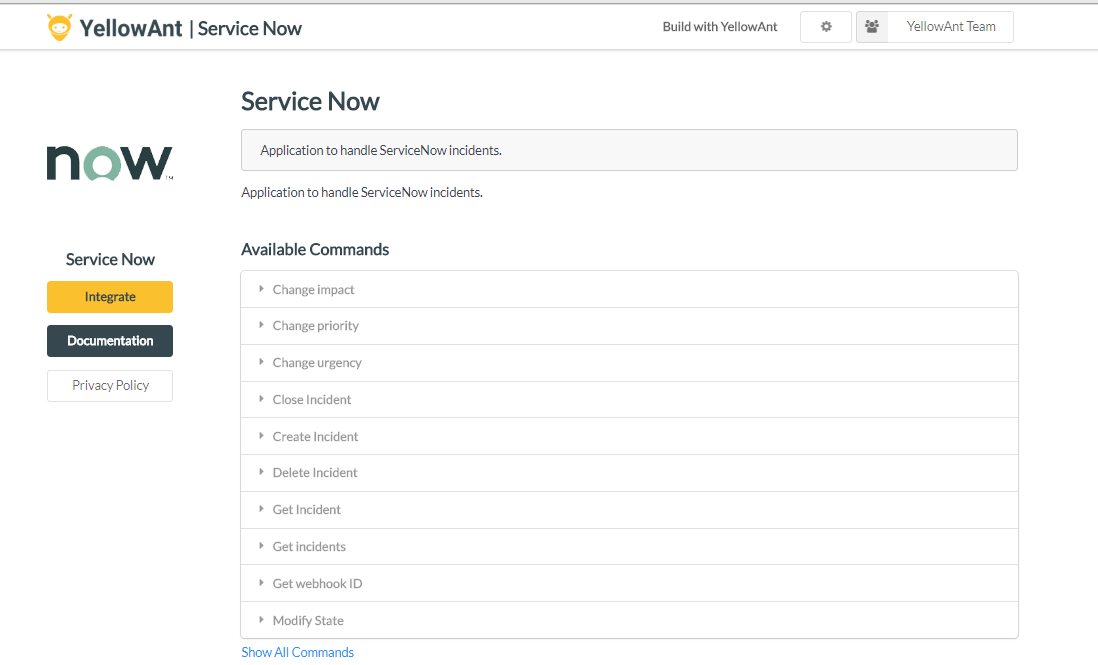 YellowAnt | Service Now
Build with YellowAnt
YellowAnt Team
Service Now
Application to handle ServiceNow incidents.
Application to handle ServiceNow incidents.
now™
Service Now
Integrate
Documentation
Privacy Policy
Available Commands
Change impact
Change priority
Change urgency
Close Incident
Create Incident
Delete Incident
Get Incident
Get incidents
Get webhook ID
Modify State
Show All Commands